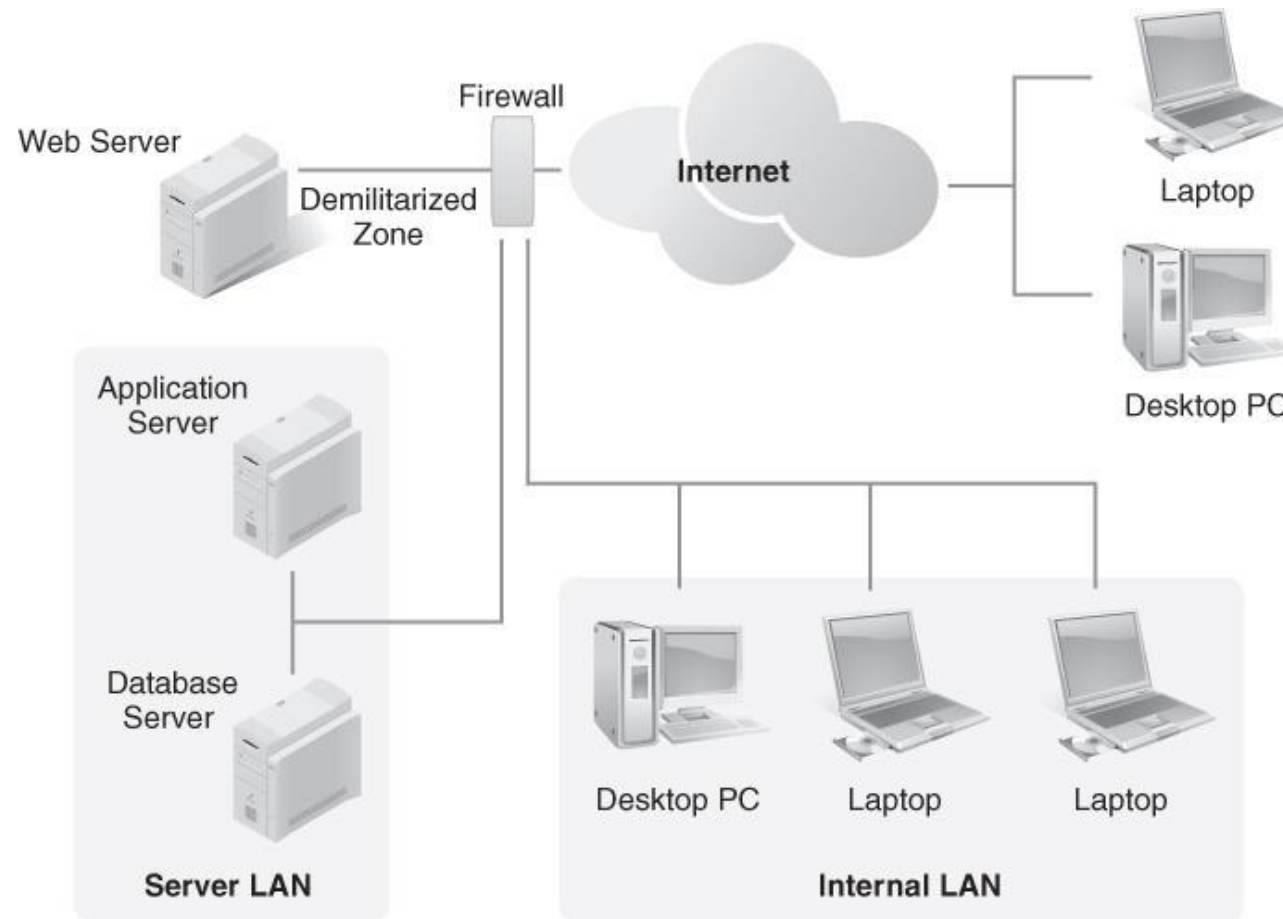 Firewall
Web Server
Internet
Demilitarized
Zone
Laptop
Desktop PC
Application
Server
Database
Server
Server LAN
Desktop PC
Laptop
Laptop
Internal LAN